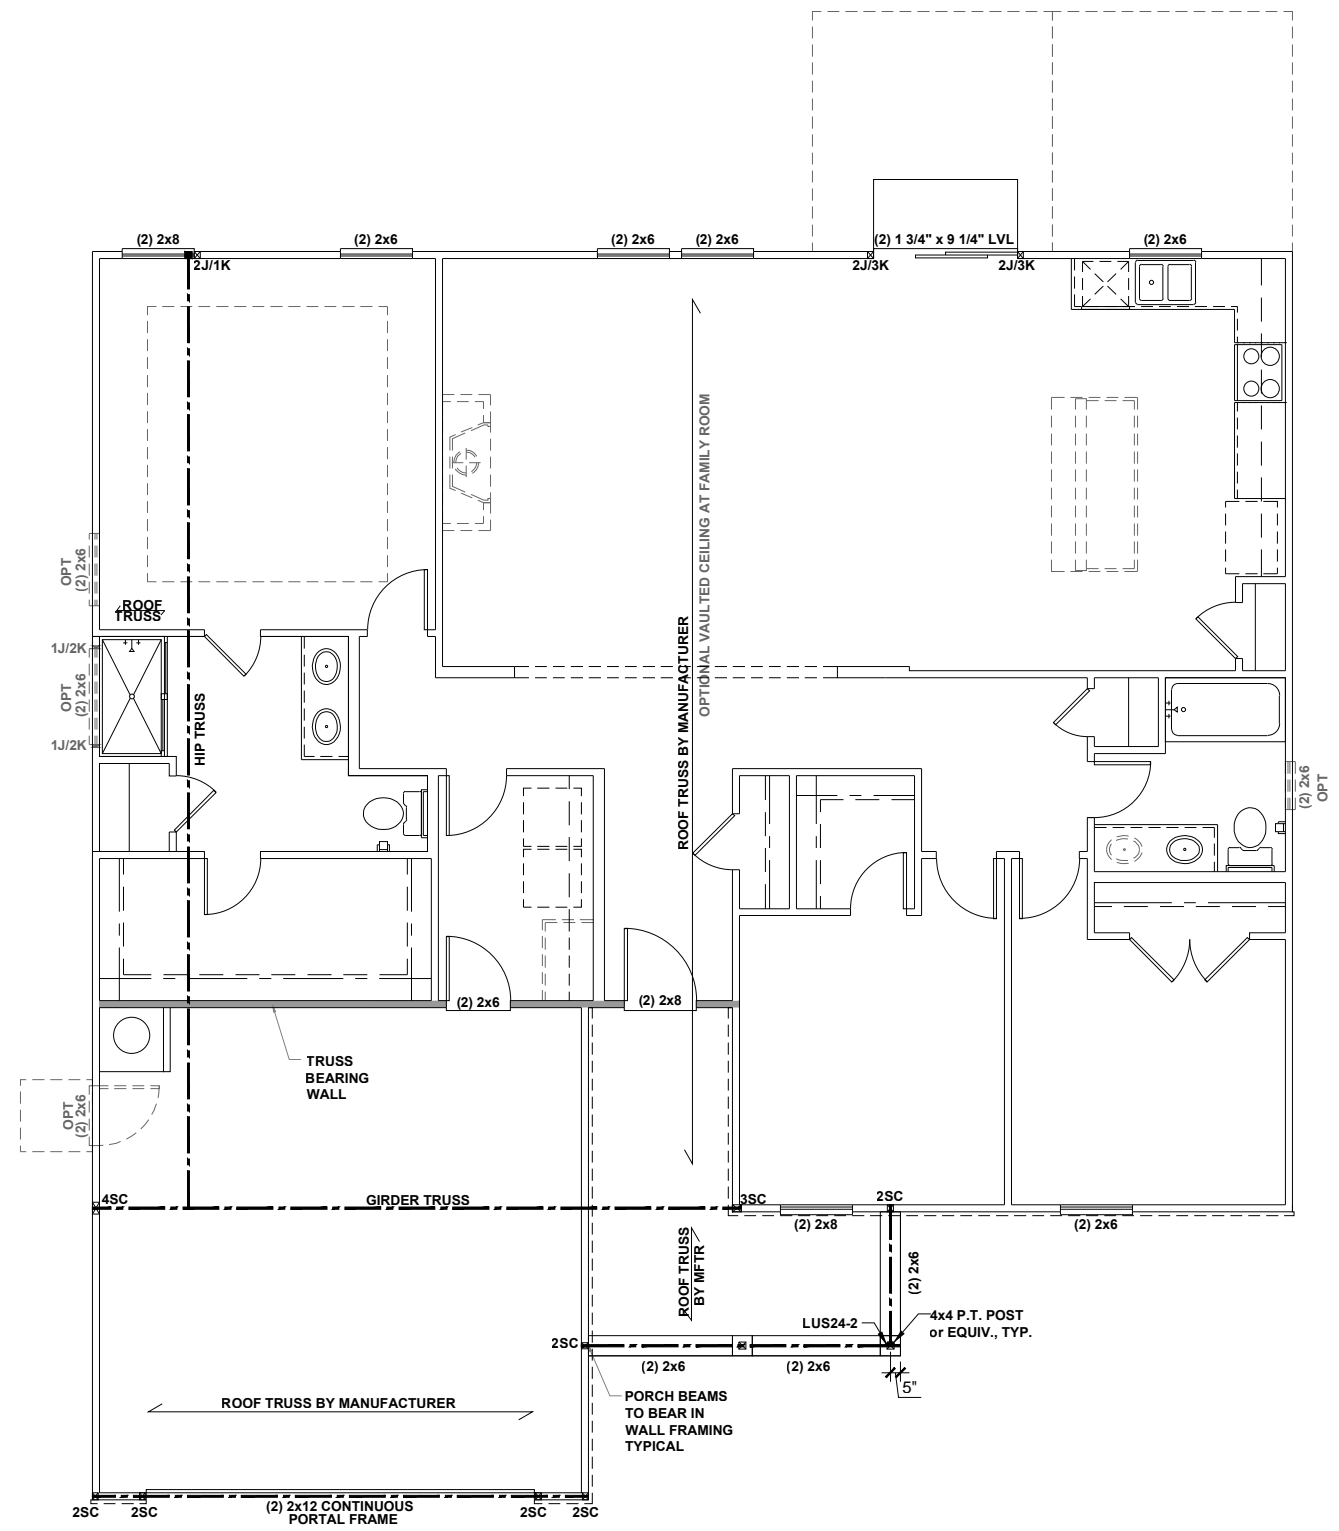 (2) 2x8
(2) 2x6
(2) 2x6
(2) 2x6
(2) 1 3/4" x 9 1/4" LVL
(2) 2x6
2J/1K
2J/3K
2J/3K
OPTIONAL VAULTED CEILING AT FAMILY ROOM
ROOF TRUSS BY MANUFACTURER
OPT
(2) 2x6
ROOF
TRUSS
1J/2K
OPT
(2) 2x6
1J/2K
HIP TRUSS
(2) 2x6
OPT
(2) 2x6
(2) 2x8
TRUSS
BEARING
WALL
OPT
(2) 2x6
4SC
GIRDER TRUSS
3SC
2SC
(2) 2x8
(2) 2x6
ROOF TRUSS
BY MFTR
(2) 2x6
LUS24-2
4x4 P.T. POST
or EQUIV., TYP.
2SC
(2) 2x6
(2) 2x6
5"
PORCH BEAMS
TO BEAR IN
WALL FRAMING
TYPICAL
ROOF TRUSS BY MANUFACTURER
2SC
2SC
(2) 2x12 CONTINUOUS
PORTAL FRAME
2SC
2SC